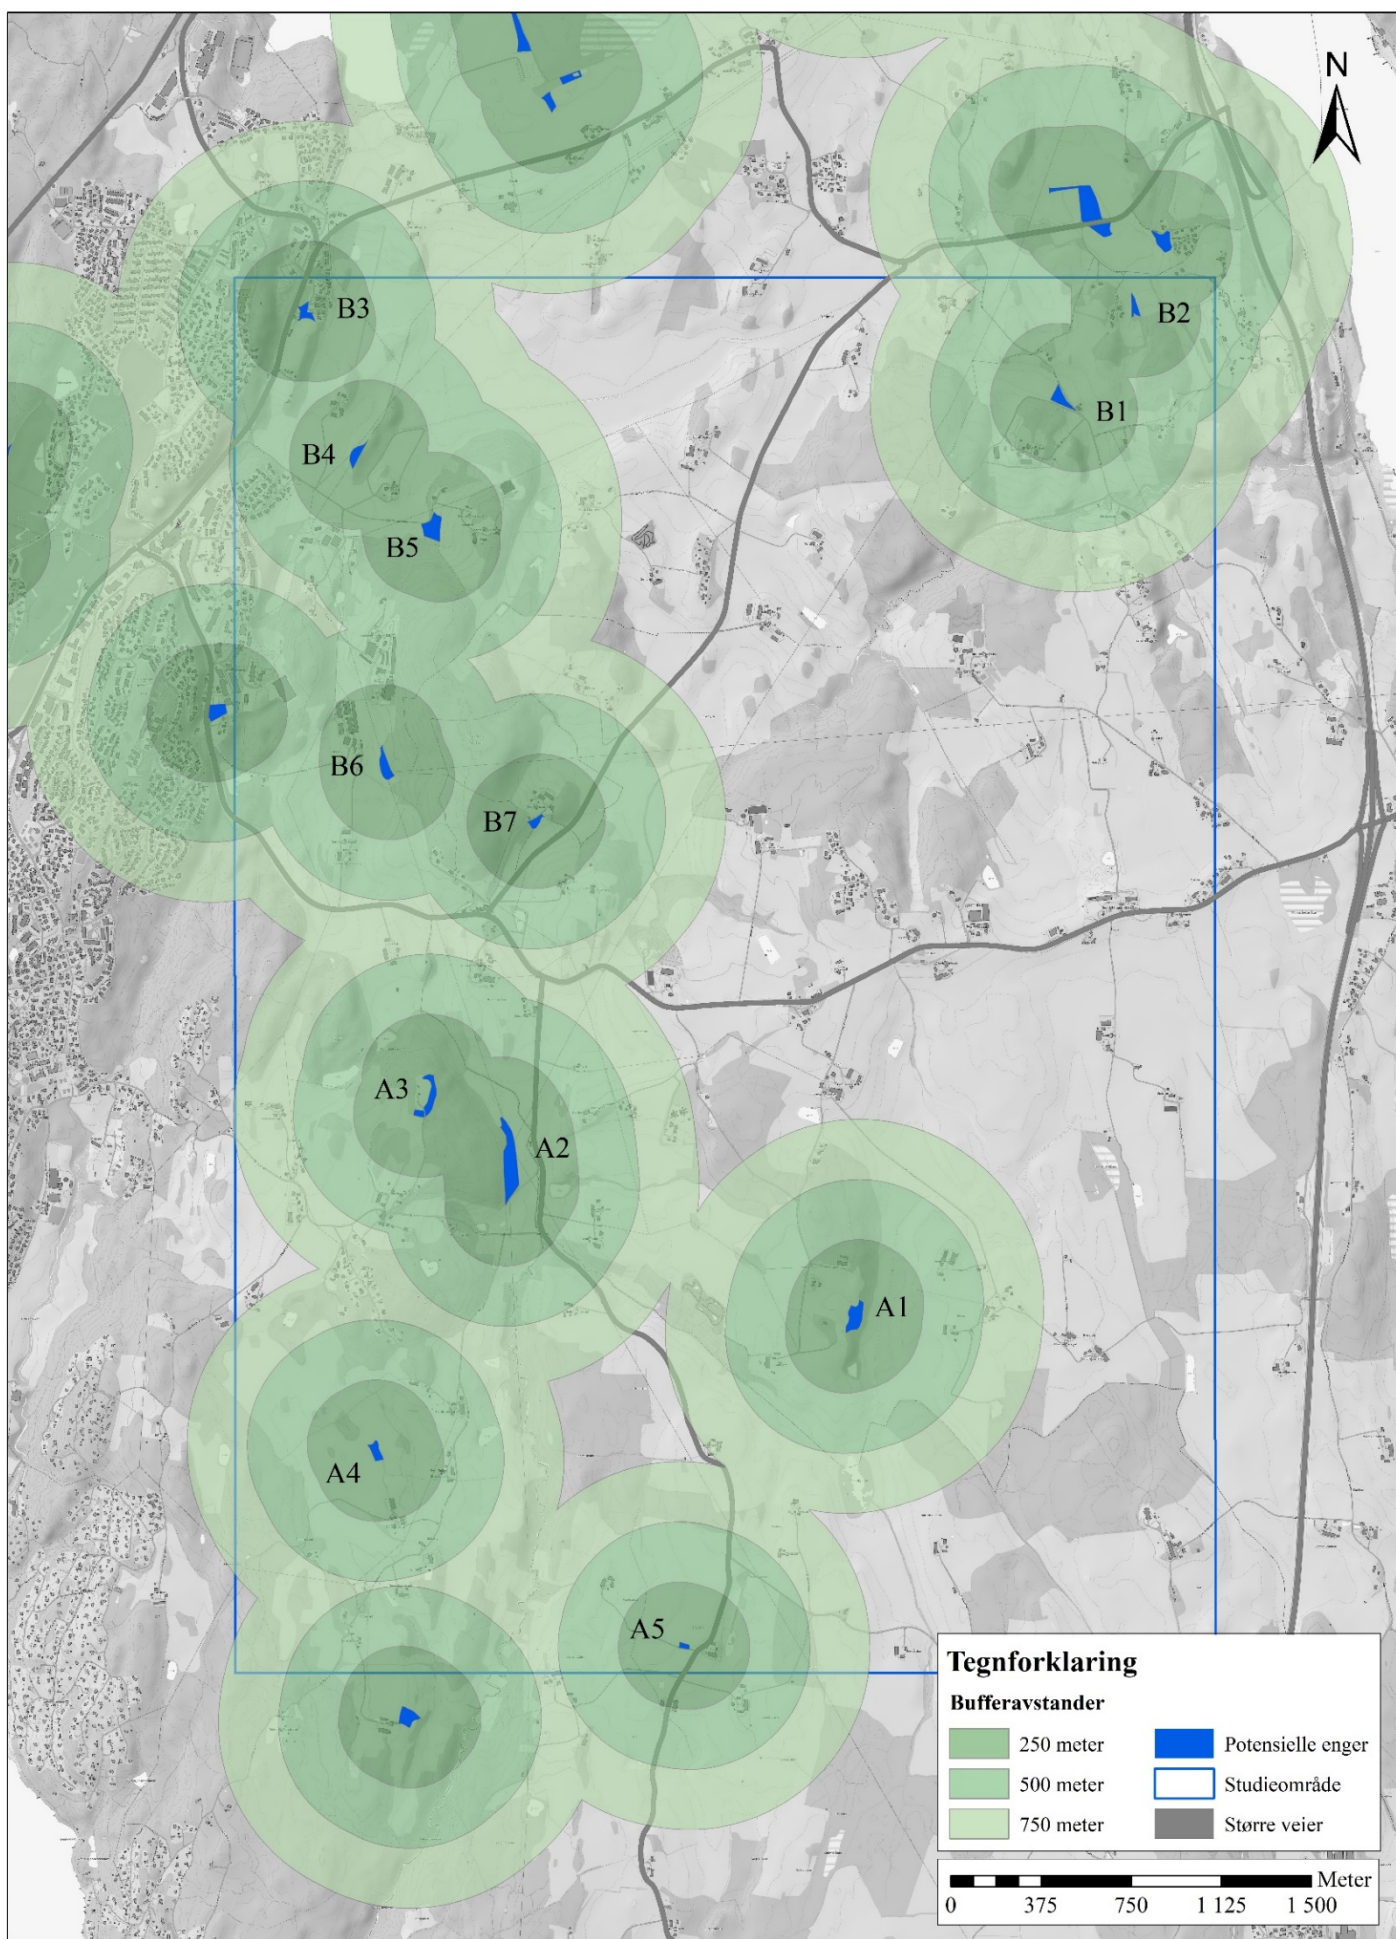 N
B3
B2
B1
B4
B5
B6
B7
A3
A2
A1
A4
A5
Tegnforklaring
Bufferavstander
250 meter
Potensielle enger
500 meter
Studieområde
750 meter
Større veier
Meter
0 375 750 1 125 1 500